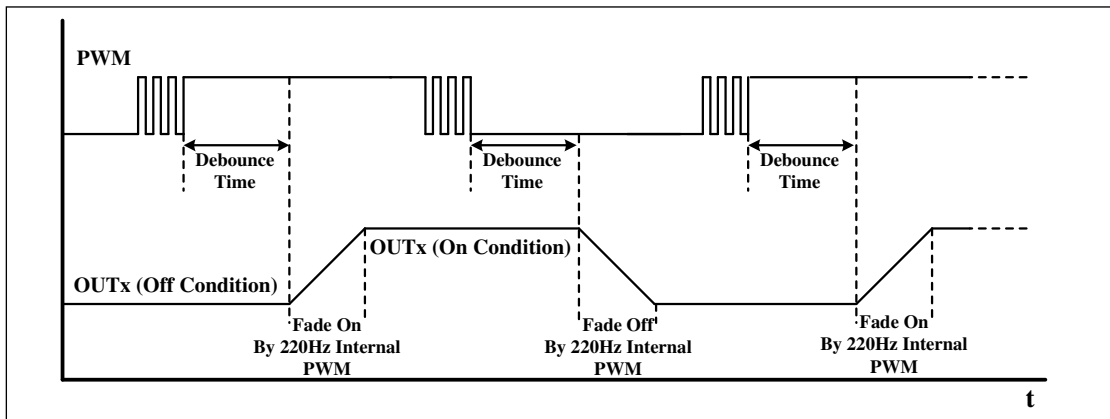 PWM
Debounce
Time
Debounce
Time
Debounce
Time
OUTx (On Condition)
OUTx (Off Condition)
Fade On
By 220Hz Internal
PWM
Fade Off
By 220Hz Internal
PWM
Fade On
By 220Hz Internal
PWM
t